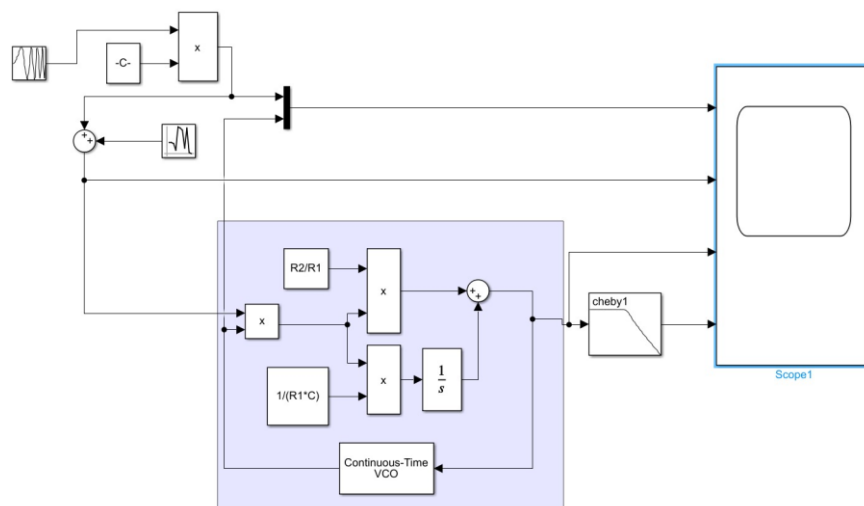 x
-C-
+
+
R2/R1
x
+
+
cheby1
x
x
1
s
1/(R1*C)
Scope1
Continuous-Time
VCO